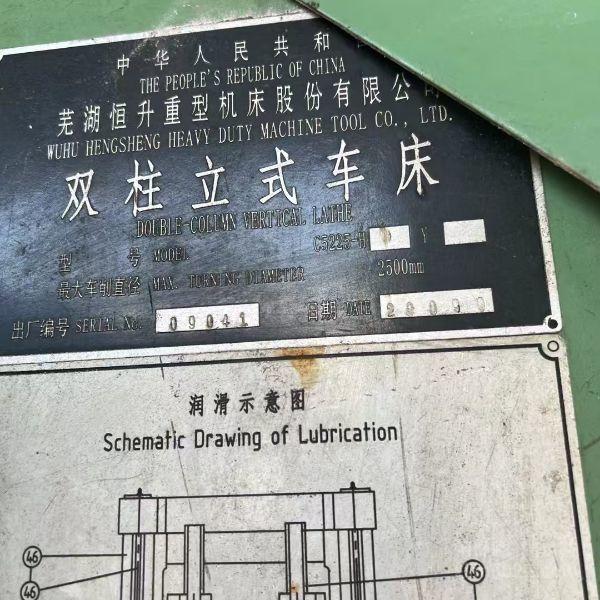 中华人民共和
THE PEOPLE'S REPUBLIC OF CHINA
芜湖恒升重型机床股份有限公
WUHU HENGSHENG HEAVY DUTY MACHINE TOOL CO., LTD.
双柱立式车床
DOUBLE-COLUMN VERTICAL LATHE
型 号 MODEL C5225-H Y
最大车削直径 MAX. TURNING DIAMETER 2500mm
出厂编号 SERIAL No. 09041 日期 DATE
润滑示意图
Schematic Drawing of Lubrication
46 46
46